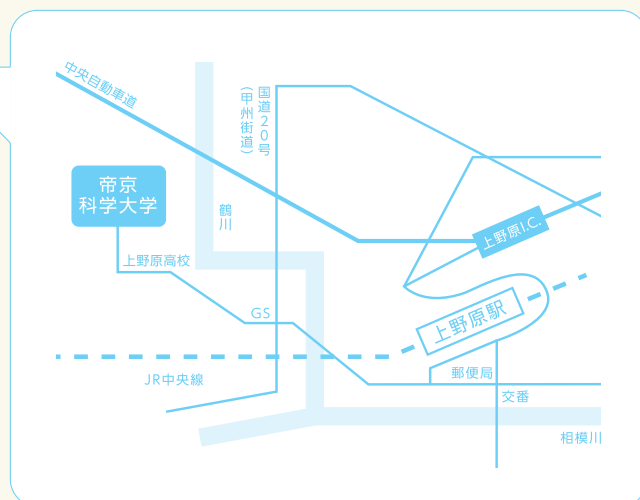 中央自動車道
国道20号
(甲州街道)
帝京
科学大学
鶴川
上野原I.C.
上野原高校
GS
上野原駅
JR中央線
郵便局
交番
相模川